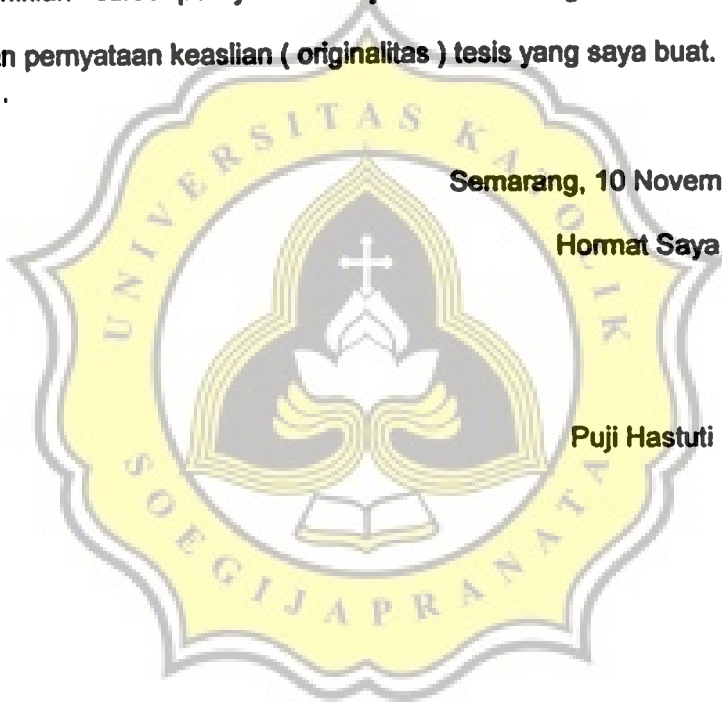 n pernyataan keaslian ( originalitas ) tesis yang saya buat.
Semarang, 10 Novem
Hormat Saya
Puji Hastuti
UNIVERSITAS KATOLIK
SOEGIJAPRANATA